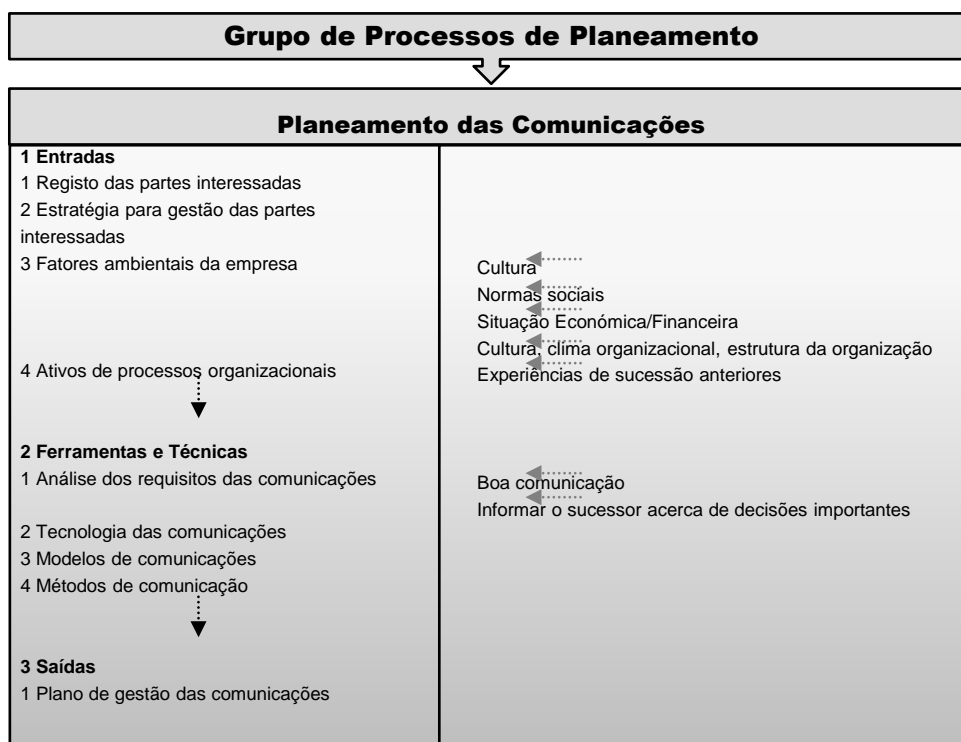 Grupo de Processos de Planeamento
Planeamento das Comunicações
1 Entradas
1 Registo das partes interessadas
2 Estratégia para gestão das partes
interessadas
3 Fatores ambientais da empresa
4 Ativos de processos organizacionais
2 Ferramentas e Técnicas
1 Análise dos requisitos das comunicações
2 Tecnologia das comunicações
3 Modelos de comunicações
4 Métodos de comunicação
3 Saídas
1 Plano de gestão das comunicações
Cultura
Normas sociais
Situação Económica/Financeira
Cultura, clima organizacional, estrutura da organização
Experiências de sucessão anteriores
Boa comunicação
Informar o sucessor acerca de decisões importantes